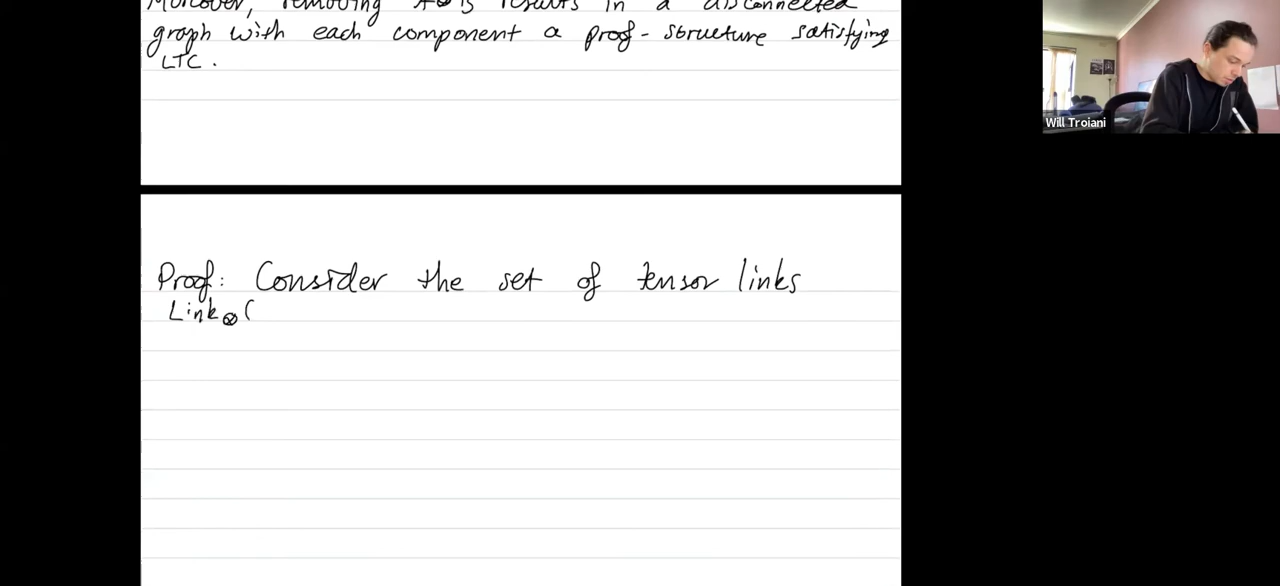 Moreover, removing A⊗B results in a disconnected
graph with each component a proof-structure satisfying
LTC.
Proof: Consider the set of tensor links
Link⊗(
Will Troiani